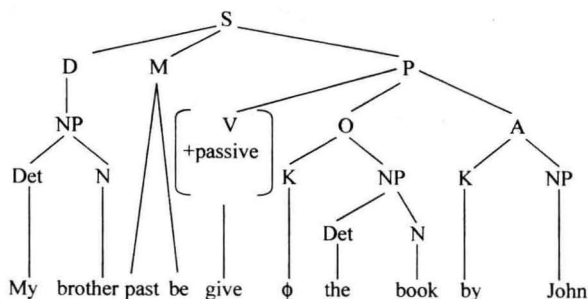 S
D M P
NP V O A
+passive
Det N K NP K NP
Det N
My brother past be give ϕ the book by John